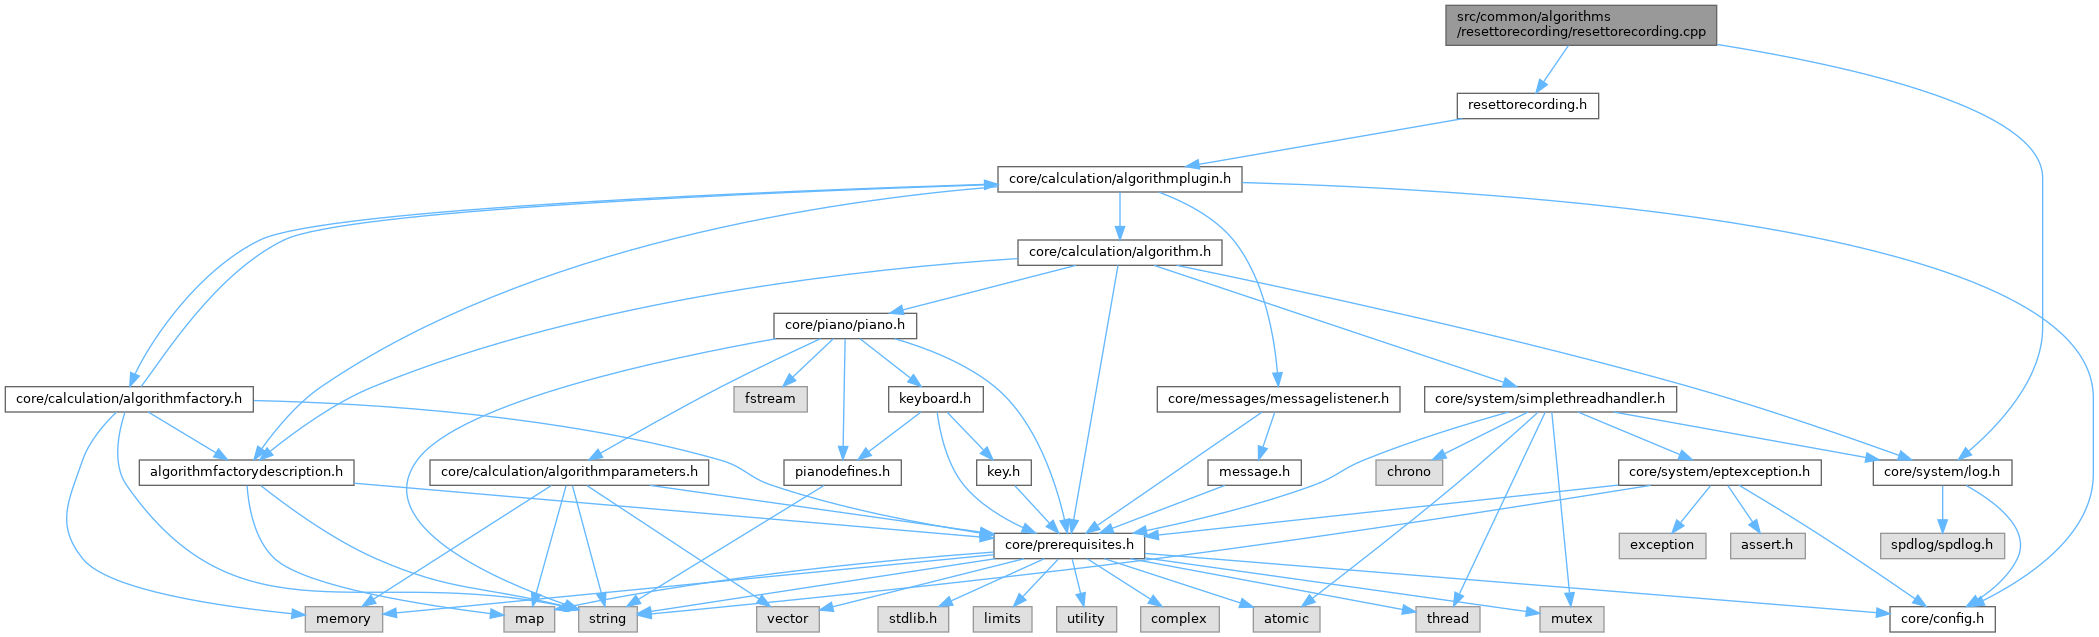 src/common/algorithms
/resettorecording/resettorecording.cpp
resettorecording.h
core/calculation/algorithmplugin.h
core/calculation/algorithm.h
core/piano/piano.h
core/calculation/algorithmfactory.h
fstream
keyboard.h
core/messages/messagelistener.h
core/system/simplethreadhandler.h
algorithmfactorydescription.h
core/calculation/algorithmparameters.h
pianodefines.h
key.h
message.h
chrono
core/system/eptexception.h
core/system/log.h
core/prerequisites.h
exception
assert.h
spdlog/spdlog.h
memory
map
string
vector
stdlib.h
limits
utility
complex
atomic
thread
mutex
core/config.h